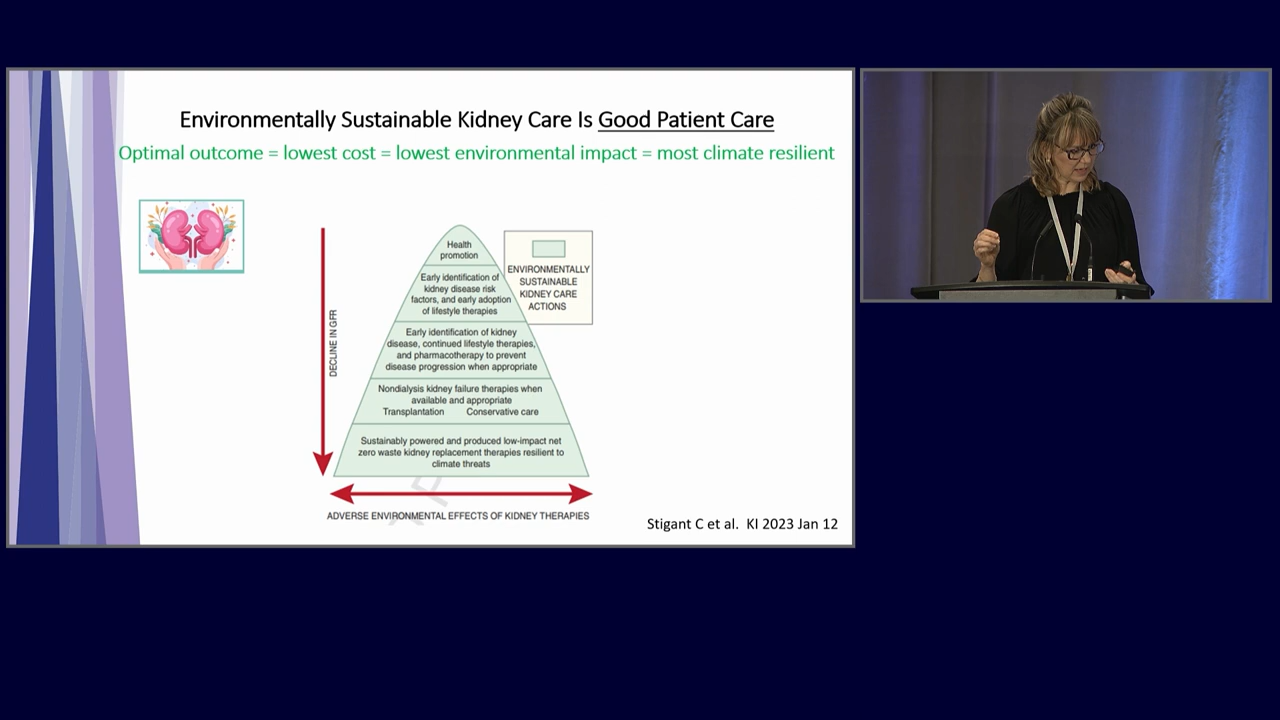 Environmentally Sustainable Kidney Care Is Good Patient Care
Optimal outcome = lowest cost = lowest environmental impact = most climate resilient
Health
promotion
Early identification of
kidney disease risk
factors, and early adoption
of lifestyle therapies
ENVIRONMENTALLY
SUSTAINABLE
KIDNEY CARE
ACTIONS
DECLINE IN GFR
Early identification of kidney
disease, continued lifestyle therapies,
and pharmacotherapy to prevent
disease progression when appropriate
Nondialysis kidney failure therapies when
available and appropriate
Transplantation Conservative care
Sustainably powered and produced low-impact net
zero waste kidney replacement therapies resilient to
climate threats
ADVERSE ENVIRONMENTAL EFFECTS OF KIDNEY THERAPIES
Stigant C et al. KI 2023 Jan 12